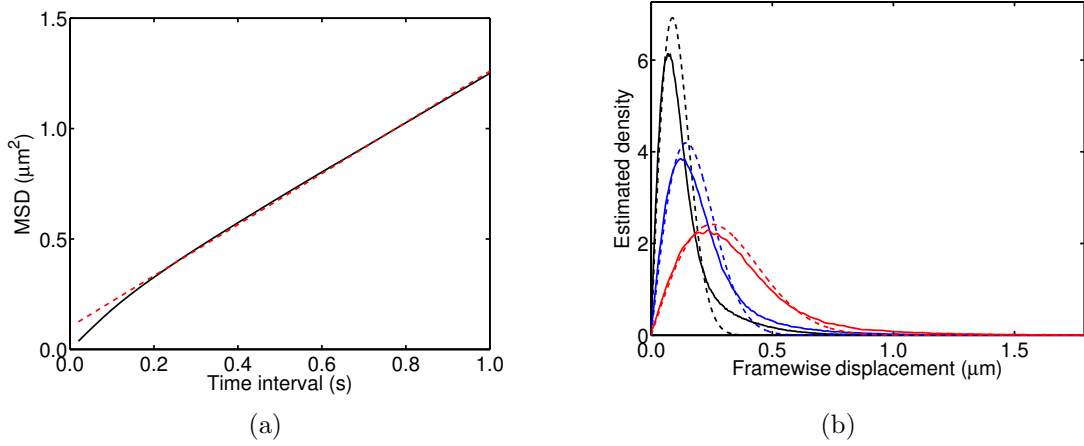 1.5
1.0
0.5
0.0
MSD (μm²)
0.0 0.2 0.4 0.6 0.8 1.0
Time interval (s)
(a)
6
4
2
0
Estimated density
0.0 0.5 1.0 1.5
Framewise displacement (μm)
(b)